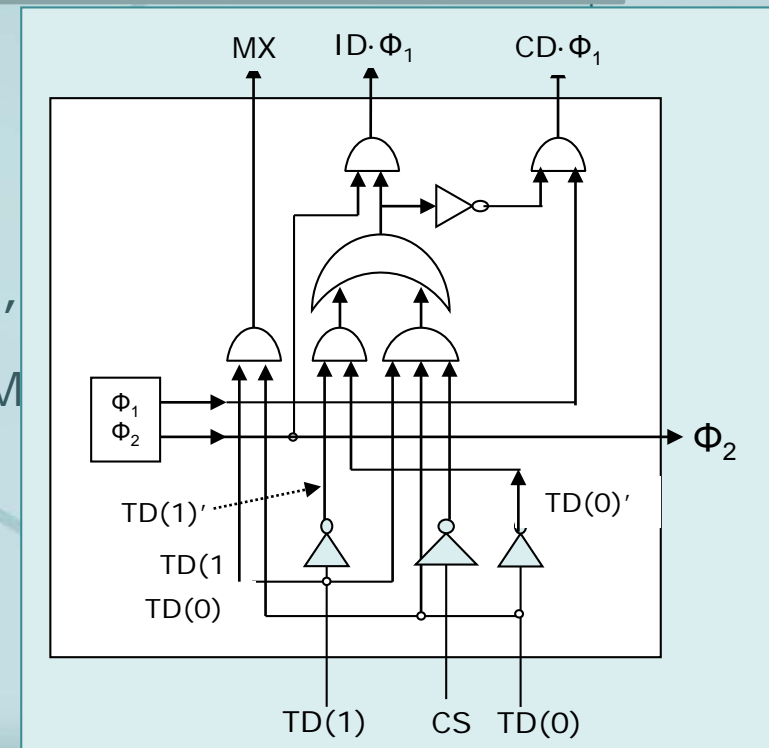 MX ID·Φ₁ CD·Φ₁
′
M
Φ₁
Φ₂
Φ₂
TD(1)′
TD(0)′
TD(1
TD(0)
TD(1) CS TD(0)